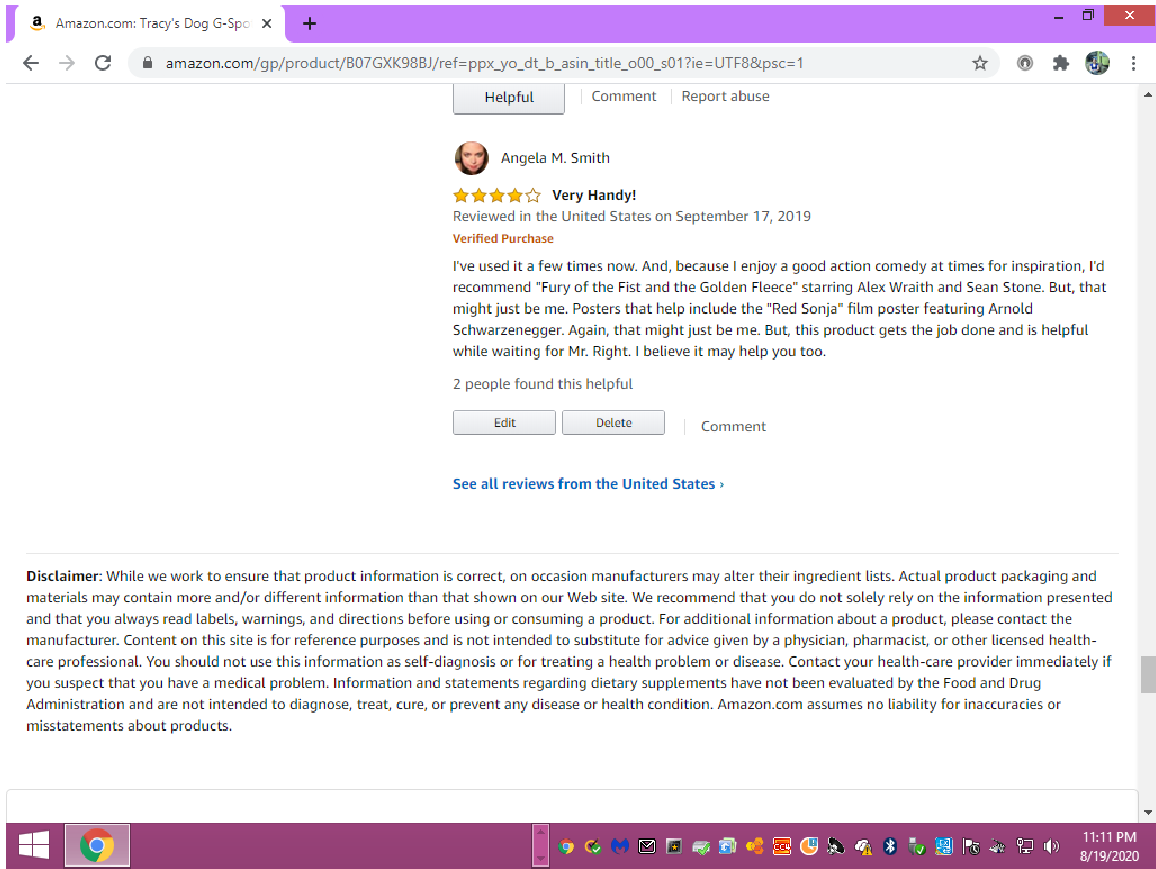 Amazon.com: Tracy's Dog G-Spo
amazon.com/gp/product/B07GXK98BJ/ref=ppx_yo_dt_b_asin_title_o00_s01?ie=UTF8&psc=1
Helpful Comment Report abuse
Angela M. Smith
Very Handy!
Reviewed in the United States on September 17, 2019
Verified Purchase
I've used it a few times now. And, because I enjoy a good action comedy at times for inspiration, I'd
recommend "Fury of the Fist and the Golden Fleece" starring Alex Wraith and Sean Stone. But, that
might just be me. Posters that help include the "Red Sonja" film poster featuring Arnold
Schwarzenegger. Again, that might just be me. But, this product gets the job done and is helpful
while waiting for Mr. Right. I believe it may help you too.
2 people found this helpful
Edit Delete Comment
See all reviews from the United States ›
Disclaimer: While we work to ensure that product information is correct, on occasion manufacturers may alter their ingredient lists. Actual product packaging and
materials may contain more and/or different information than that shown on our Web site. We recommend that you do not solely rely on the information presented
and that you always read labels, warnings, and directions before using or consuming a product. For additional information about a product, please contact the
manufacturer. Content on this site is for reference purposes and is not intended to substitute for advice given by a physician, pharmacist, or other licensed health-
care professional. You should not use this information as self-diagnosis or for treating a health problem or disease. Contact your health-care provider immediately if
you suspect that you have a medical problem. Information and statements regarding dietary supplements have not been evaluated by the Food and Drug
Administration and are not intended to diagnose, treat, cure, or prevent any disease or health condition. Amazon.com assumes no liability for inaccuracies or
misstatements about products.
11:11 PM
8/19/2020